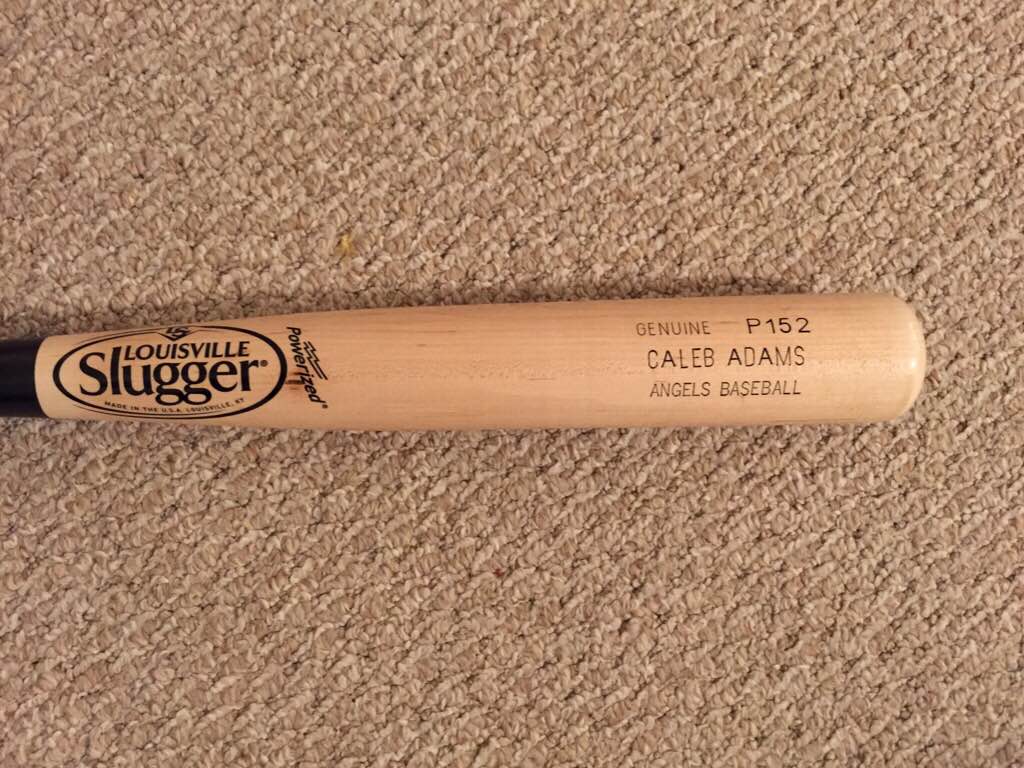 LOUISVILLE
Slugger®
MADE IN THE U.S.A. LOUISVILLE, KY
Powerized®
GENUINE P152
CALEB ADAMS
ANGELS BASEBALL